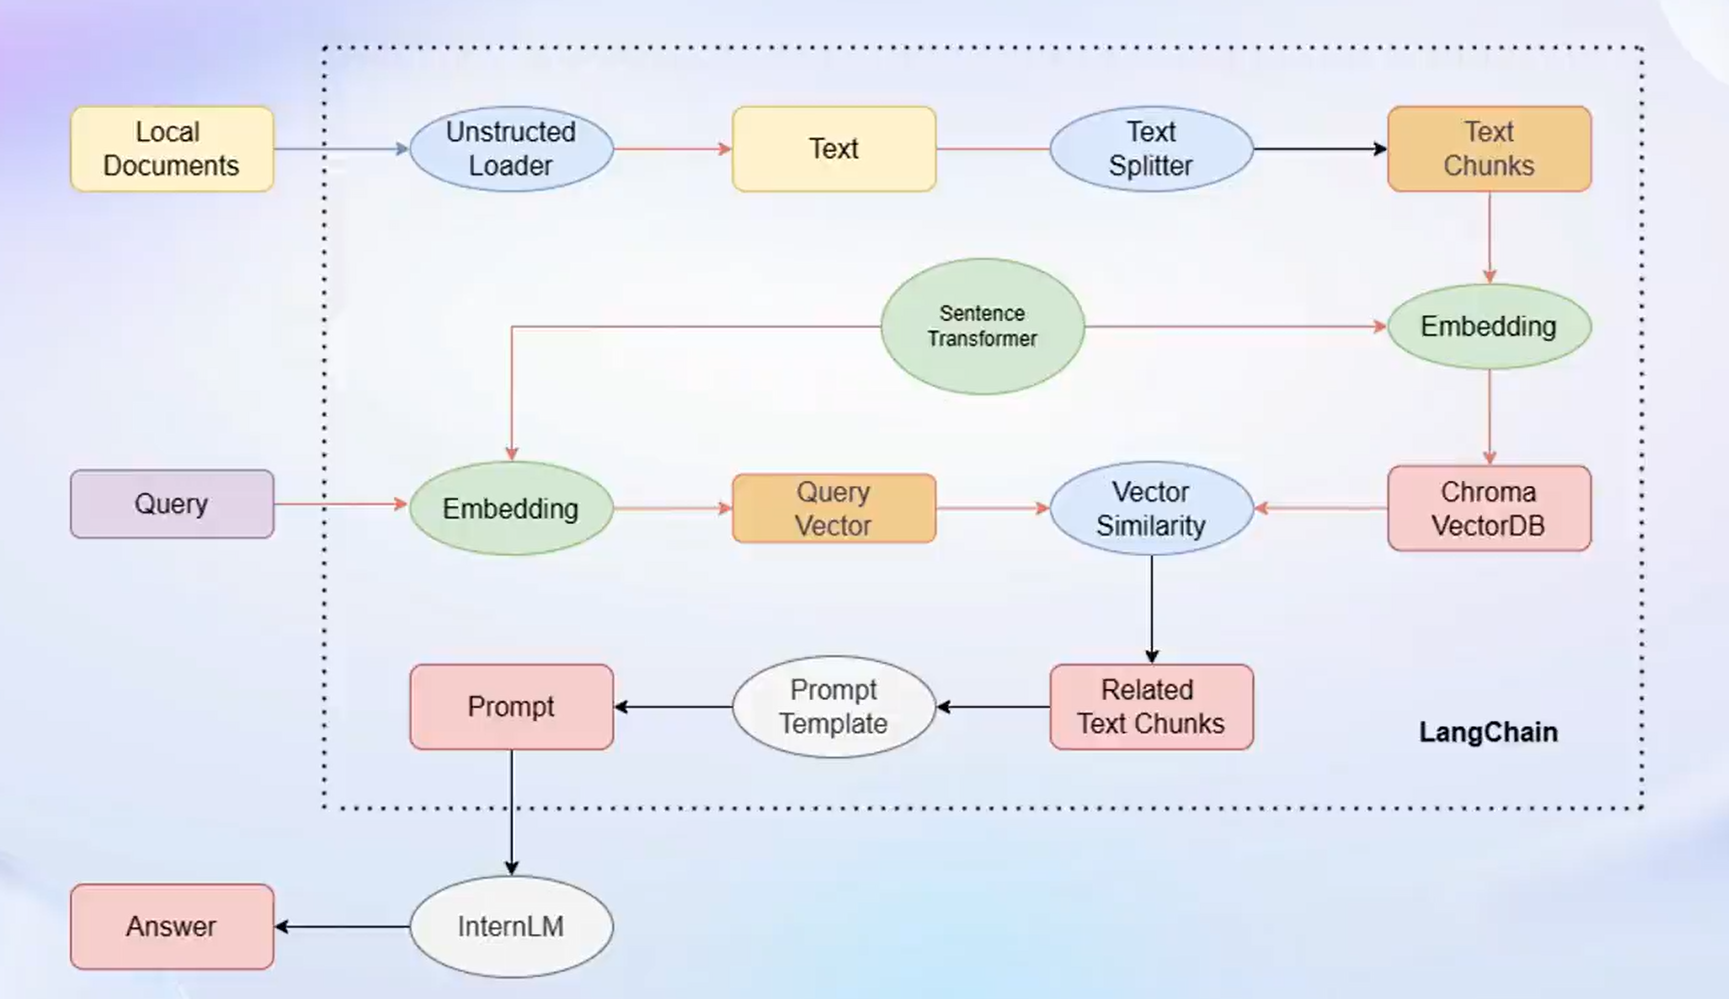 Local
Documents
Unstructed
Loader
Text
Text
Splitter
Text
Chunks
Sentence
Transformer
Embedding
Query
Embedding
Query
Vector
Vector
Similarity
Chroma
VectorDB
Prompt
Prompt
Template
Related
Text Chunks
LangChain
Answer
InternLM